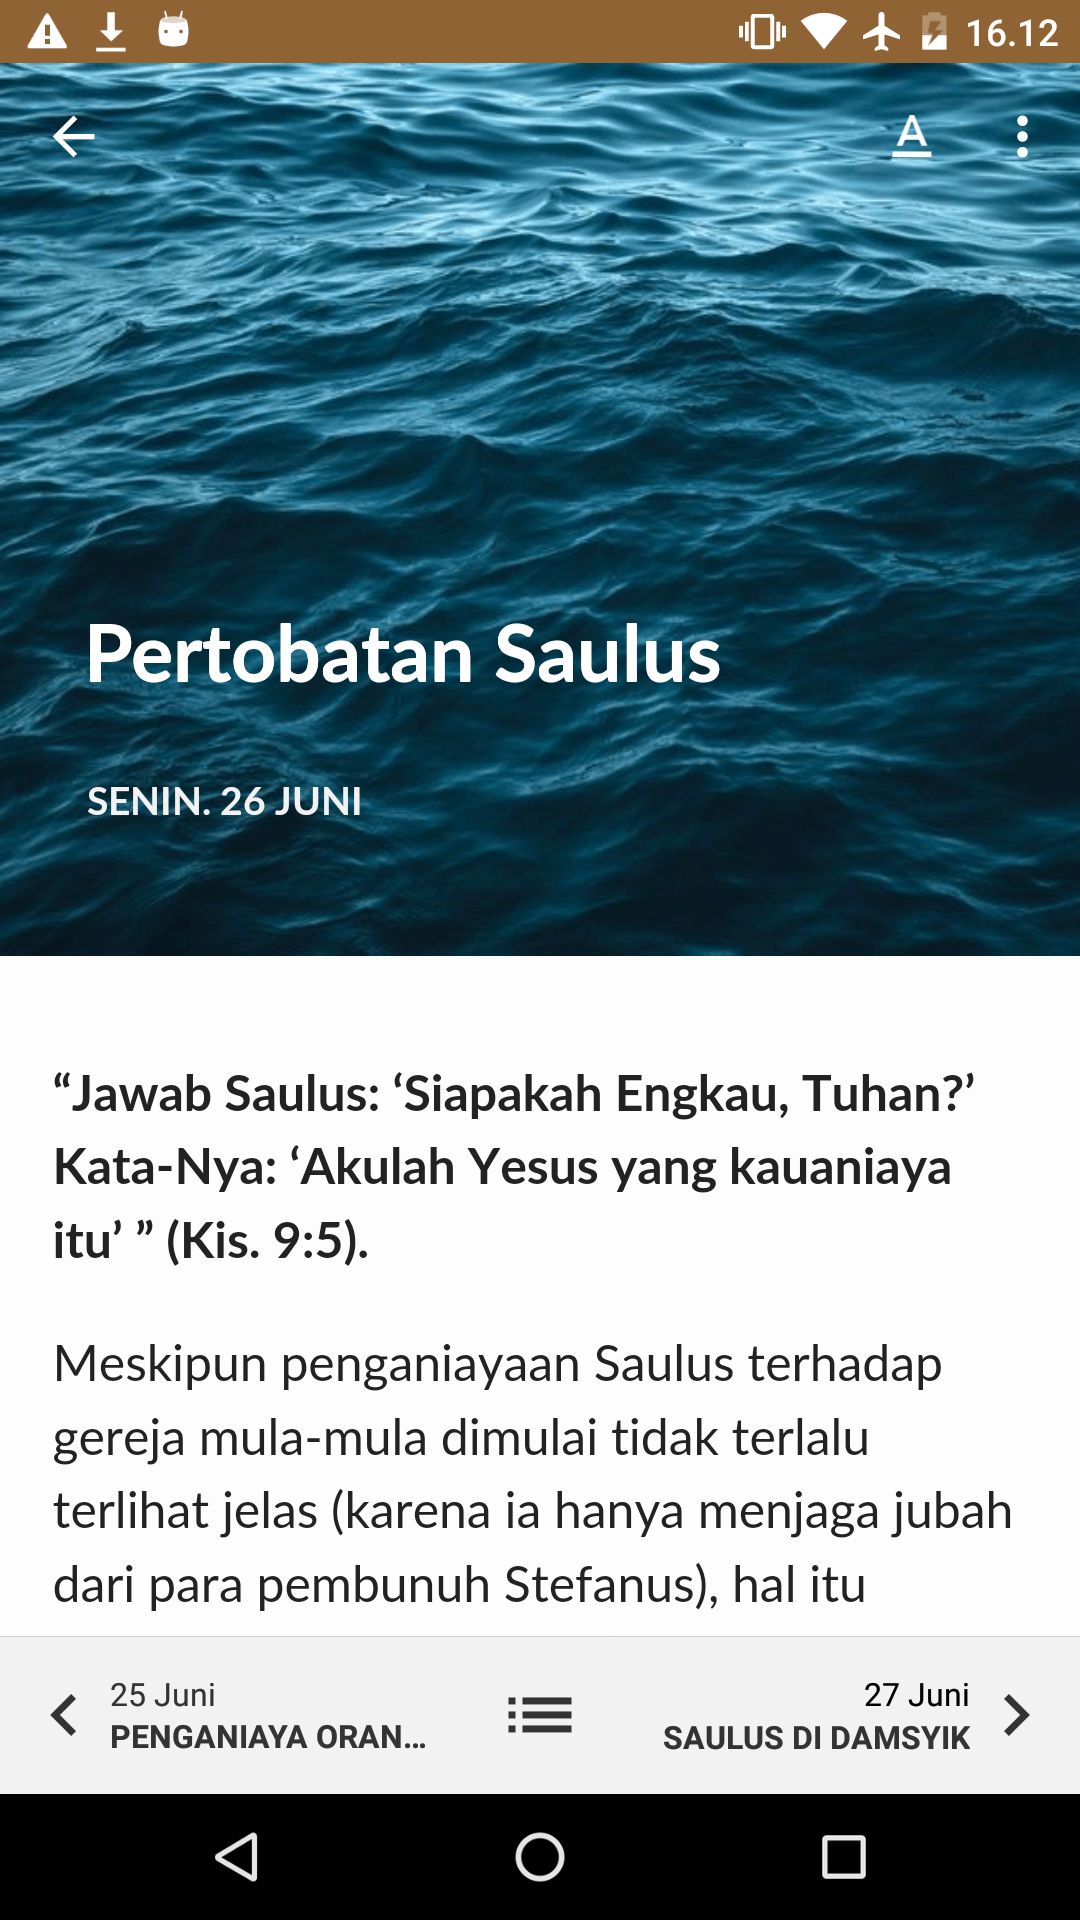 16.12
A
Pertobatan Saulus
SENIN. 26 JUNI
“Jawab Saulus: ‘Siapakah Engkau, Tuhan?’
Kata-Nya: ‘Akulah Yesus yang kauaniaya
itu’ ” (Kis. 9:5).
Meskipun penganiayaan Saulus terhadap
gereja mula-mula dimulai tidak terlalu
terlihat jelas (karena ia hanya menjaga jubah
dari para pembunuh Stefanus), hal itu
25 Juni
PENGANIAYA ORAN...
27 Juni
SAULUS DI DAMSYIK